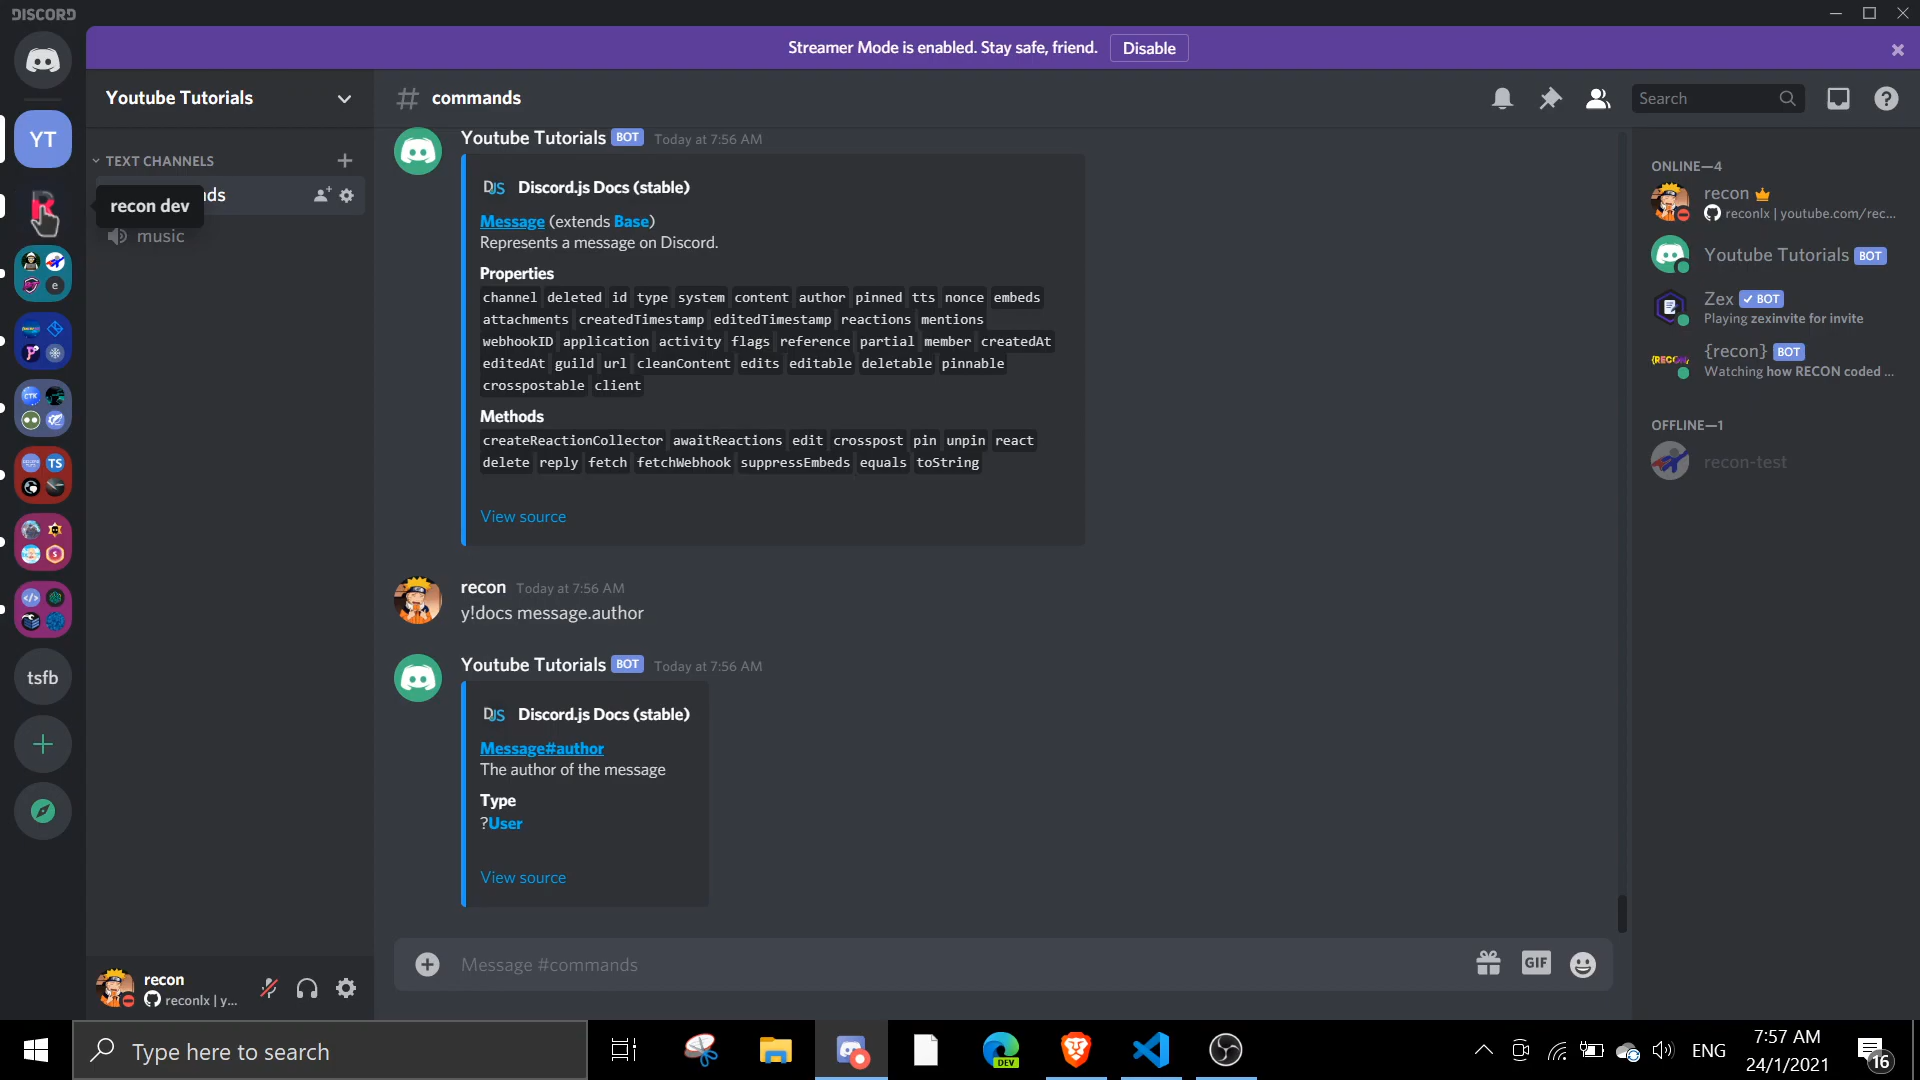 DISCORD
Streamer Mode is enabled. Stay safe, friend. Disable
YT
tsfb
Youtube Tutorials
TEXT CHANNELS
recon dev
nds
music
# commands
Search
Youtube Tutorials BOT Today at 7:56 AM
Discord.js Docs (stable)
Message (extends Base)
Represents a message on Discord.
Properties
channel deleted id type system content author pinned tts nonce embeds
attachments createdTimestamp editedTimestamp reactions mentions
webhookID application activity flags reference partial member createdAt
editedAt guild url cleanContent edits editable deletable pinnable
crosspostable client
Methods
createReactionCollector awaitReactions edit crosspost pin unpin react
delete reply fetch fetchWebhook suppressEmbeds equals toString
View source
recon Today at 7:56 AM
y!docs message.author
Youtube Tutorials BOT Today at 7:56 AM
Discord.js Docs (stable)
Message#author
The author of the message
Type
?User
View source
Message #commands
GIF
ONLINE—4
recon
reconlx | youtube.com/rec...
Youtube Tutorials BOT
Zex ✓ BOT
Playing zexinvite for invite
{recon} BOT
Watching how RECON coded ...
OFFLINE—1
recon-test
recon
reconlx | y...
Type here to search
DEV
ENG
7:57 AM
24/1/2021
16